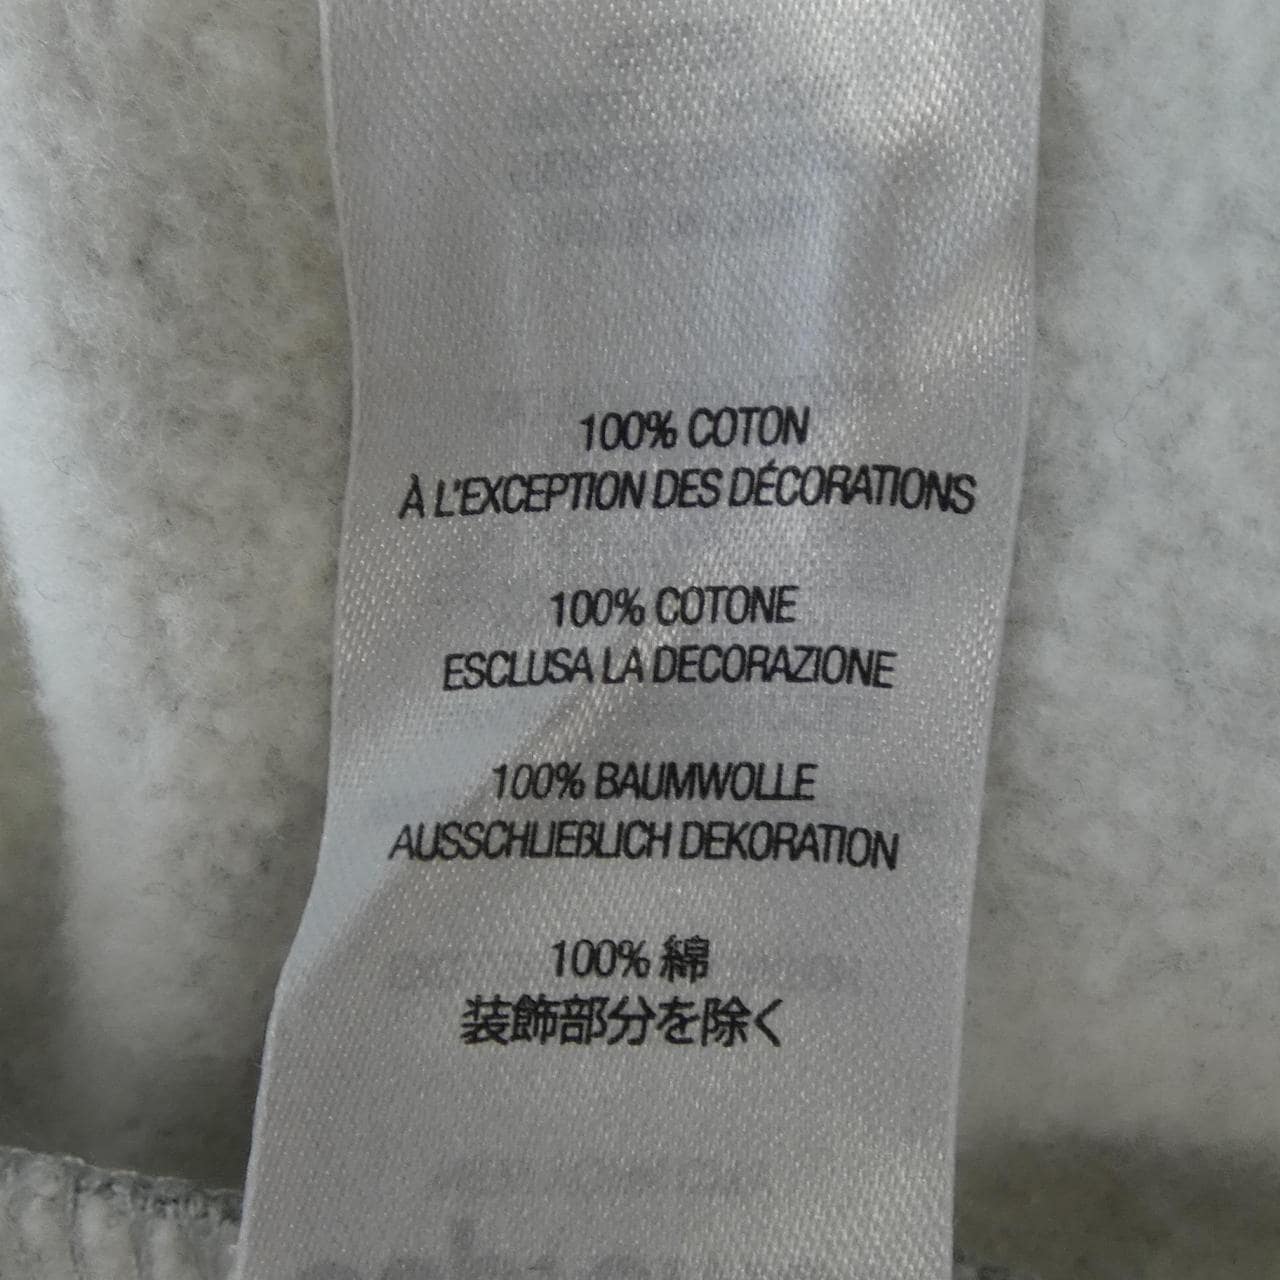 100% COTON
À L'EXCEPTION DES DÉCORATIONS
100% COTONE
ESCLUSA LA DECORAZIONE
100% BAUMWOLLE
AUSSCHLIEßLICH DEKORATION
100% 綿
装飾部分を除く